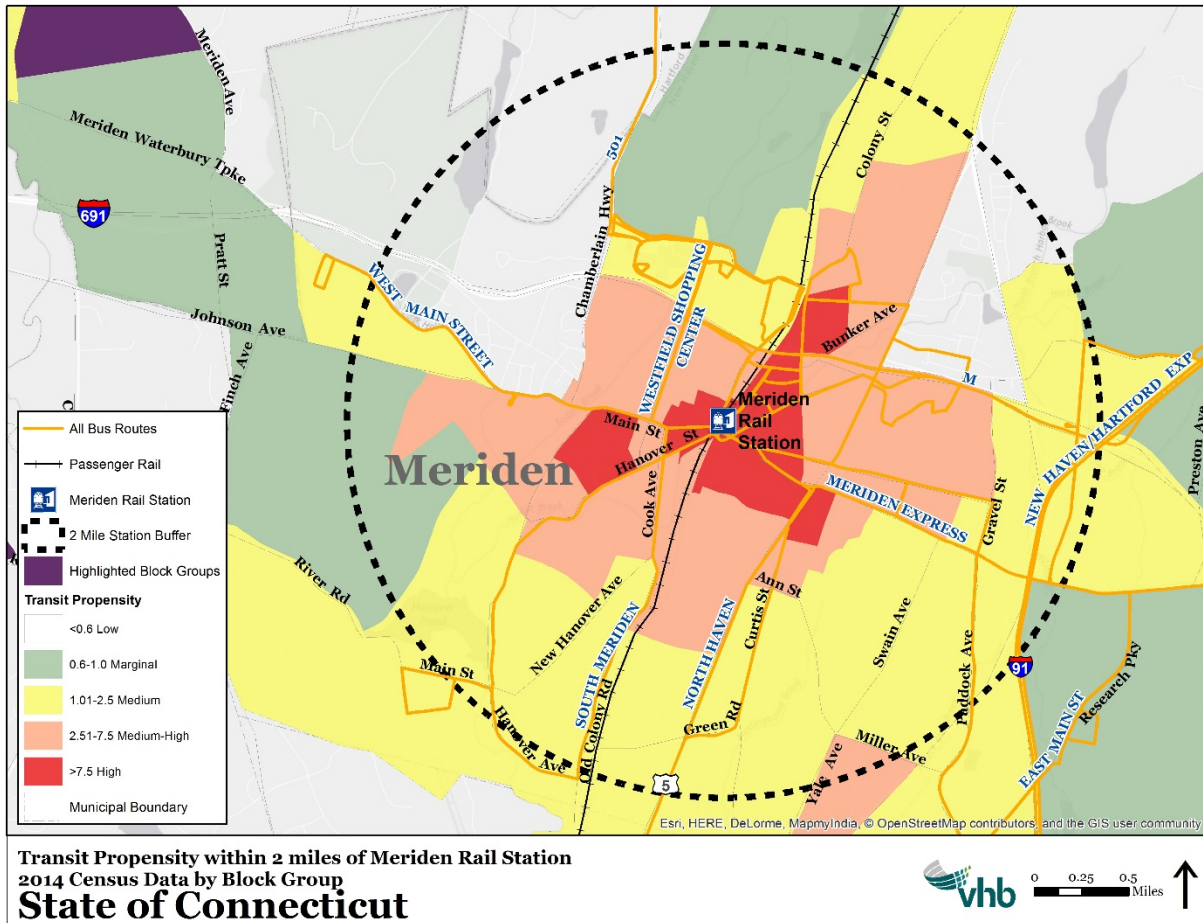 Meriden Ave
Meriden Waterbury Tpke
691
Pratt St
Johnson Ave
Finch Ave
501
Chamberlain Hwy
Colony St
WEST MAIN STREET
WESTFIELD SHOPPING
CENTER
Bunker Ave
M
NEW HAVEN/HARTFORD EXP
Preston Ave
Meriden
Rail
Station
Main St
Hanover St
Meriden
Cook Ave
MERIDEN EXPRESS
Gravel St
River Rd
New Hanover Ave
Ann St
Curtis St
Swain Ave
Paddock Ave
91
Research Pky
Main St
Hanover Ave
SOUTH MERIDEN
Old Colony Rd
NORTH HAVEN
Green Rd
5
Miller Ave
Yale Ave
EAST MAIN ST
All Bus Routes
Passenger Rail
Meriden Rail Station
2 Mile Station Buffer
Highlighted Block Groups
Transit Propensity
<0.6 Low
0.6-1.0 Marginal
1.01-2.5 Medium
2.51-7.5 Medium-High
>7.5 High
Municipal Boundary
Esri, HERE, DeLorme, MapmyIndia, © OpenStreetMap contributors, and the GIS user community
Transit Propensity within 2 miles of Meriden Rail Station
2014 Census Data by Block Group
State of Connecticut
vhb
0 0.25 0.5
Miles